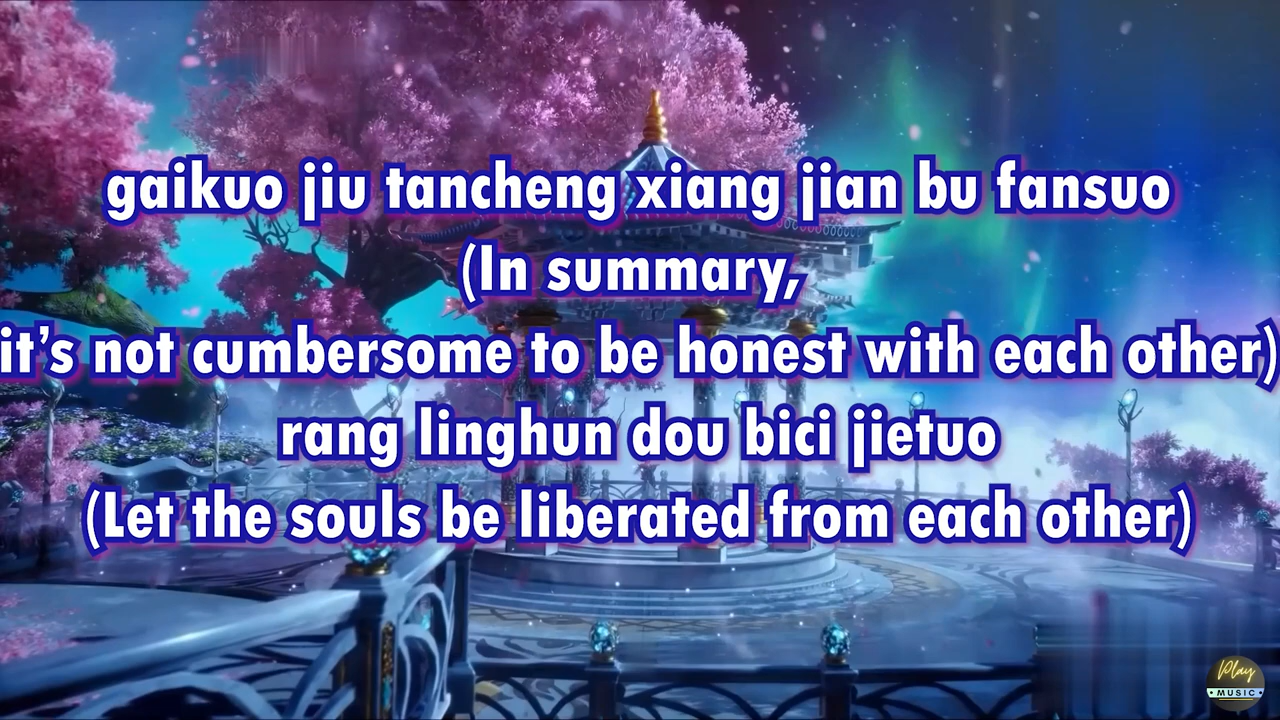 gaikuo jiu tancheng xiang jian bu fansuo
(In summary,
it's not cumbersome to be honest with each other)
rang linghun dou bici jietuo
(Let the souls be liberated from each other)
Play
MUSIC